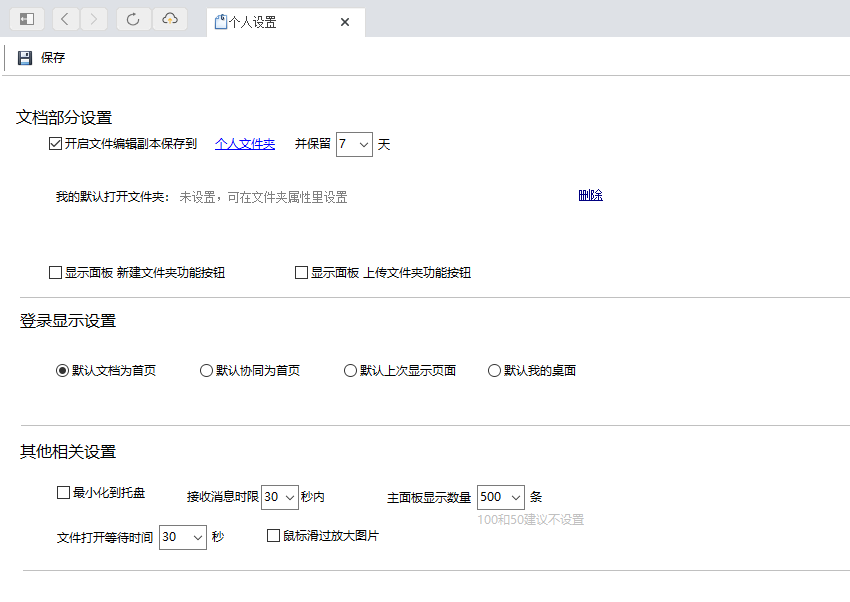 个人设置
保存
文档部分设置
开启文件编辑副本保存到 个人文件夹 并保留 7 天
我的默认打开文件夹: 未设置，可在文件夹属性里设置 删除
显示面板 新建文件夹功能按钮 显示面板 上传文件夹功能按钮
登录显示设置
默认文档为首页 默认协同为首页 默认上次显示页面 默认我的桌面
其他相关设置
最小化到托盘 接收消息时限 30 秒内 主面板显示数量 500 条
100和50建议不设置
文件打开等待时间 30 秒 鼠标滑过放大图片